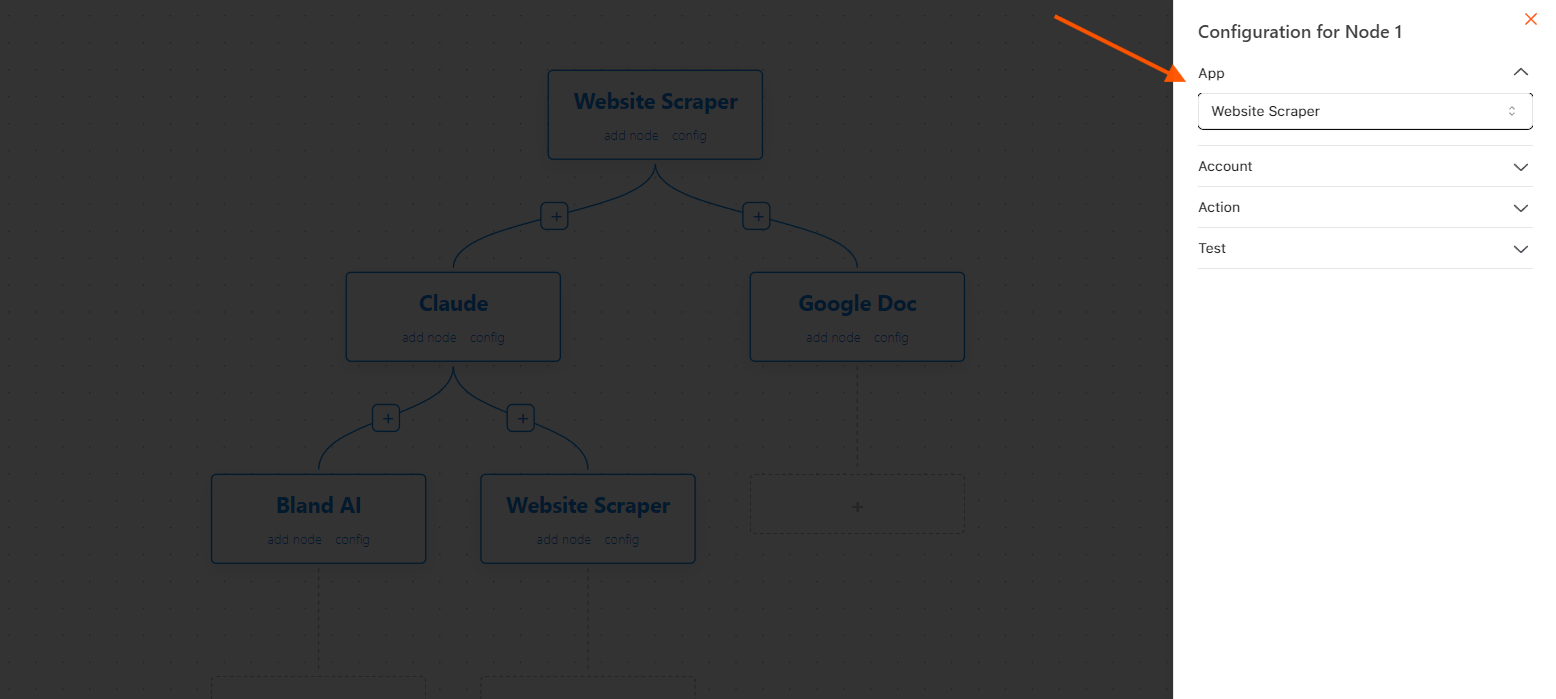 Configuration for Node 1
App
Website Scraper
Account
Action
Test
Website Scraper
add node config
+ +
Claude
add node config
Google Doc
add node config
+ +
Bland AI
add node config
Website Scraper
add node config
+